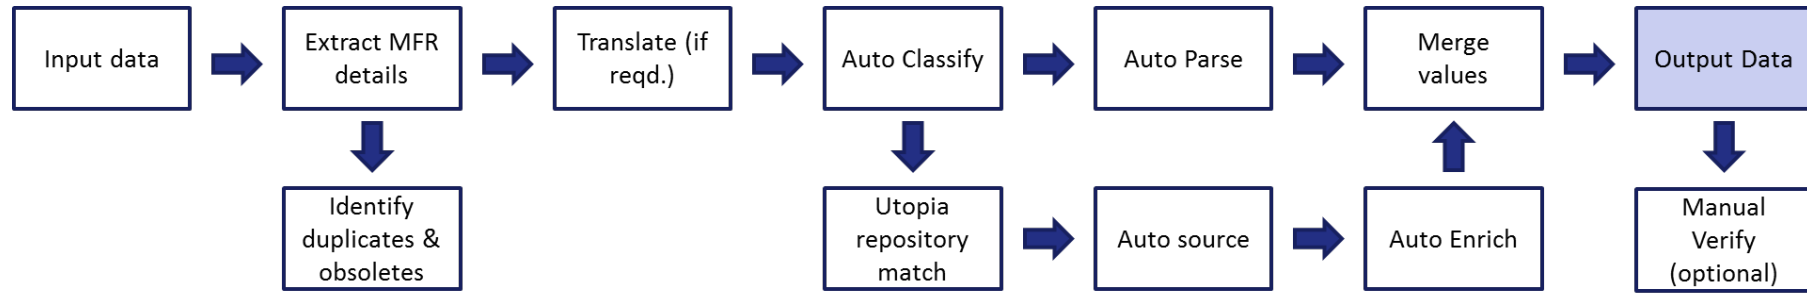 Input data
Extract MFR
details
Translate (if
reqd.)
Auto Classify
Auto Parse
Merge
values
Output Data
Identify
duplicates &
obsoletes
Utopia
repository
match
Auto source
Auto Enrich
Manual
Verify
(optional)